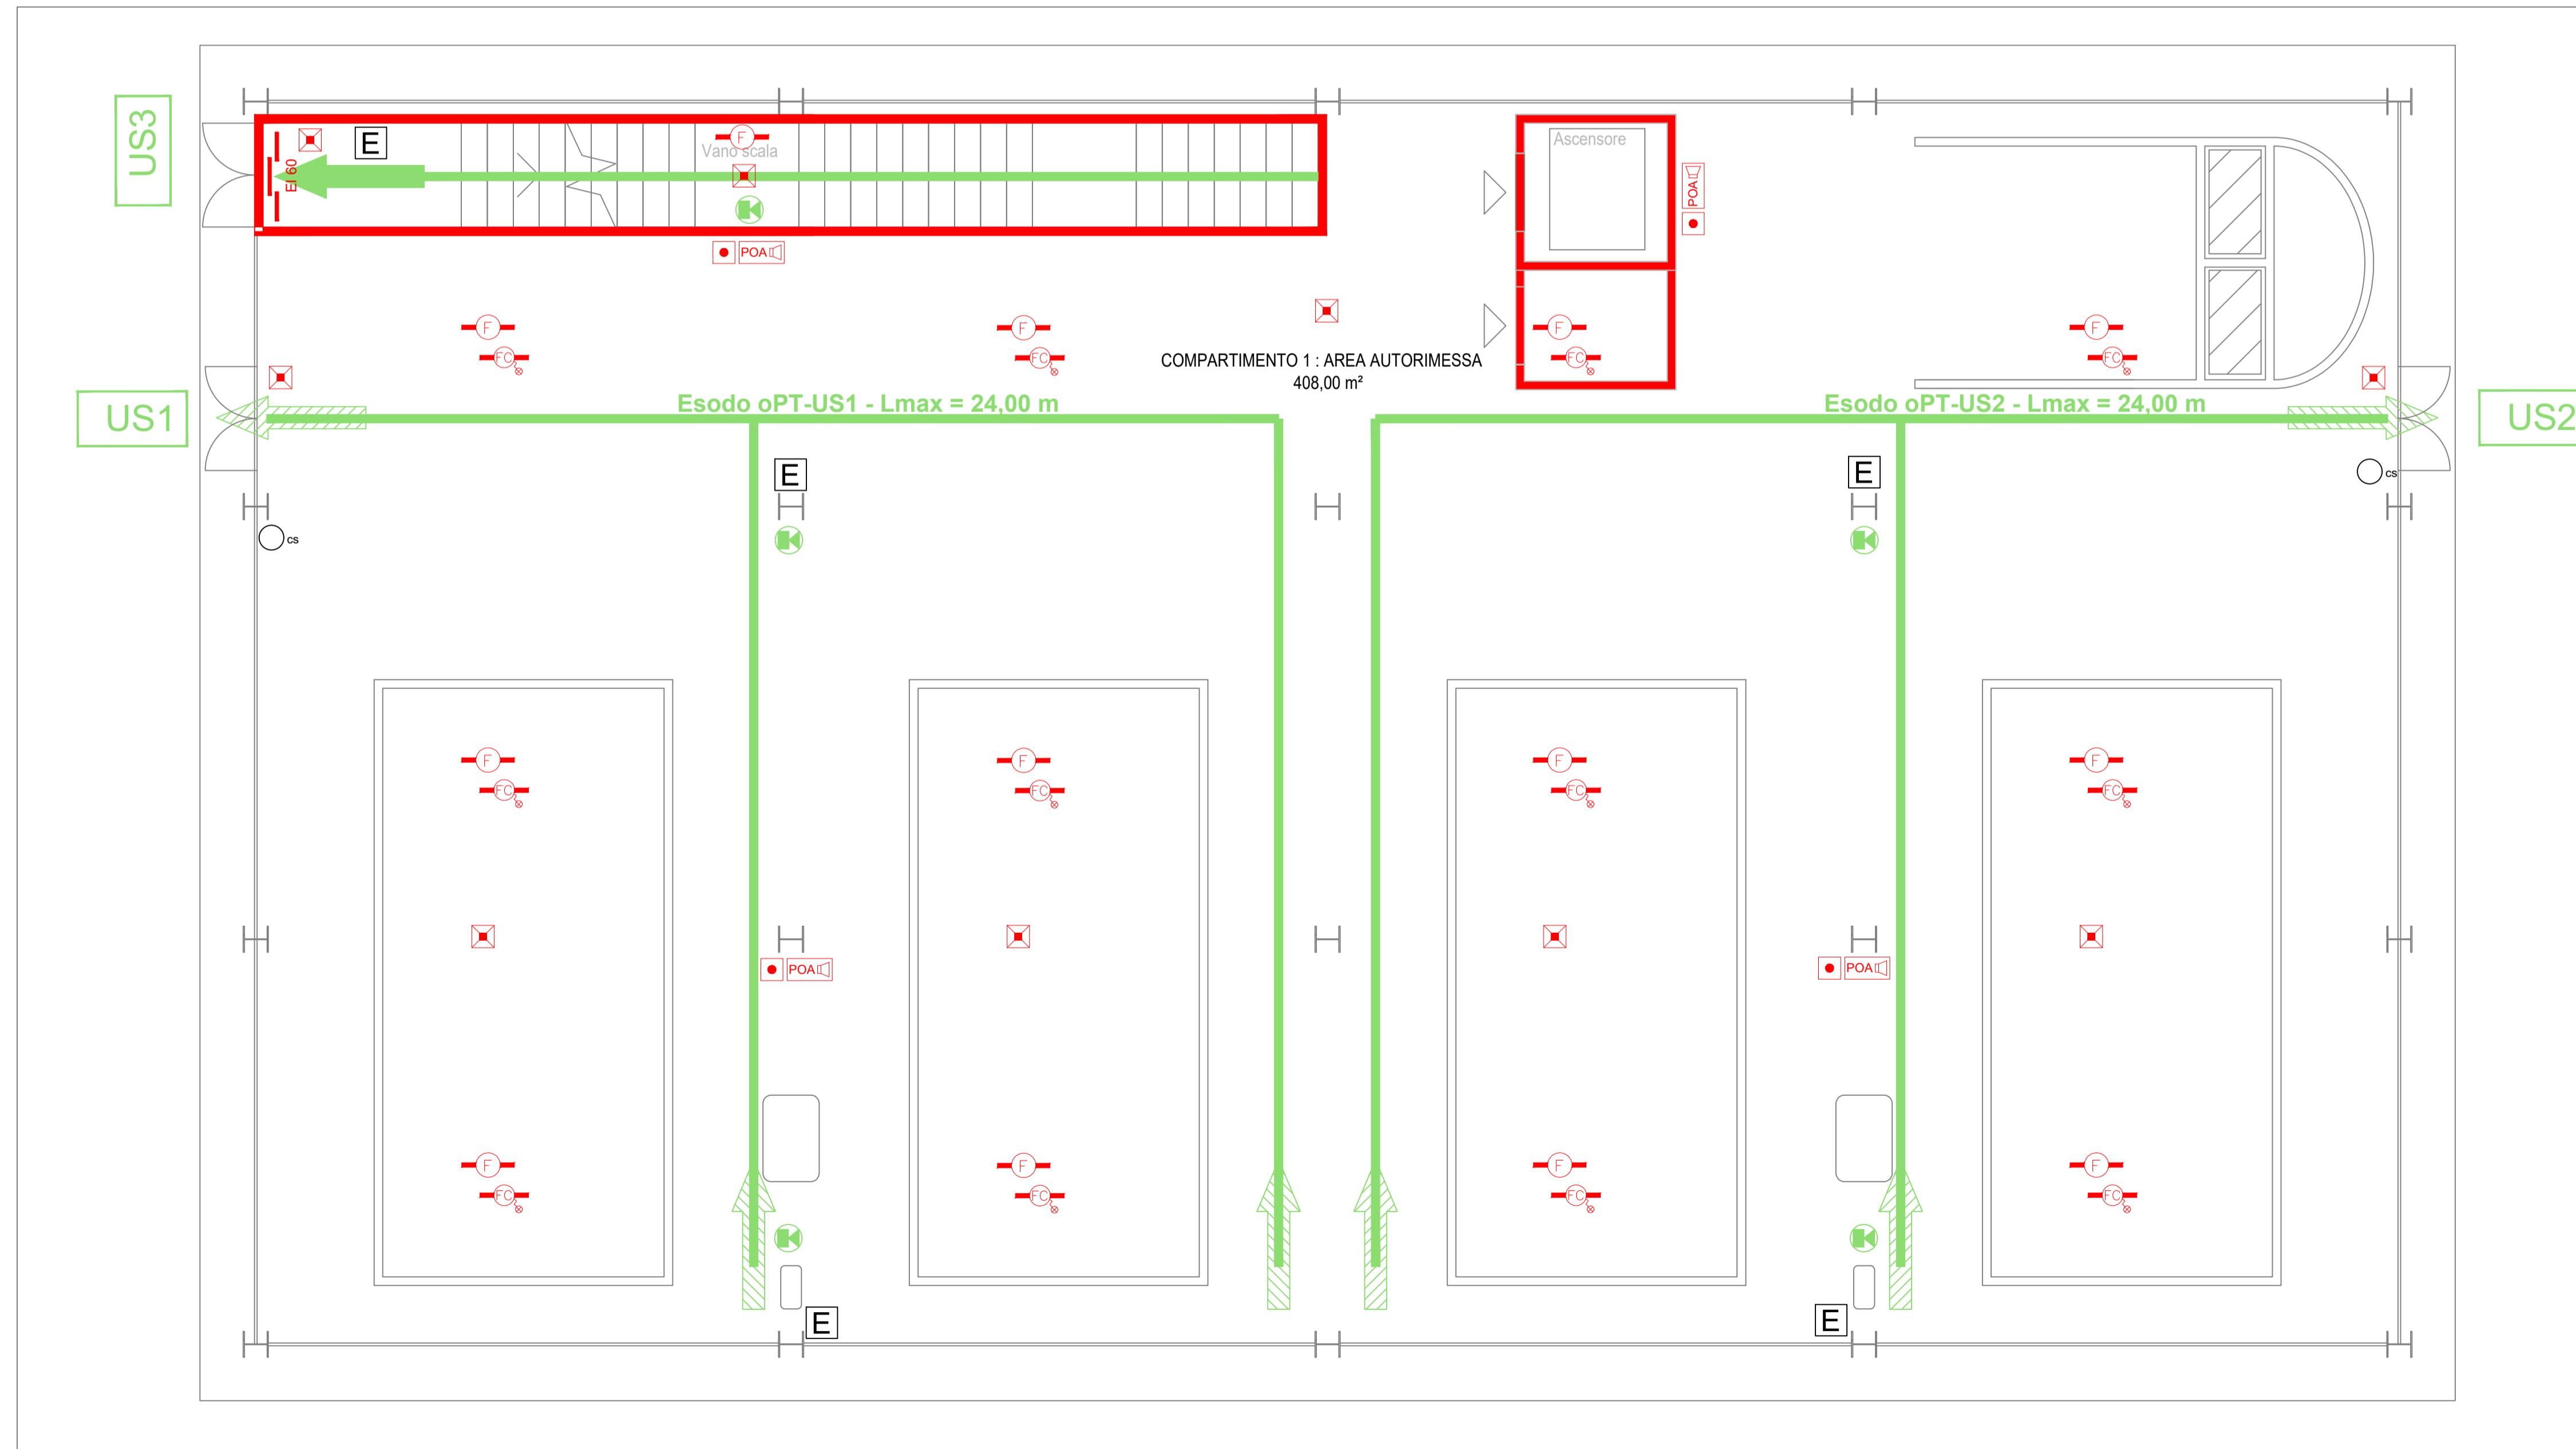 US3
E
F
Vano scala
EI 60
Ascensore
POA
POA
F
F
F
F
FC
FC
FC
FC
COMPARTIMENTO 1 : AREA AUTORIMESSA
408,00 m²
US1
Esodo oPT-US1 - Lmax = 24,00 m
Esodo oPT-US2 - Lmax = 24,00 m
US2
E
E
cs
cs
F
F
F
F
FC
FC
FC
FC
POA
POA
F
F
F
F
FC
FC
FC
FC
E
E